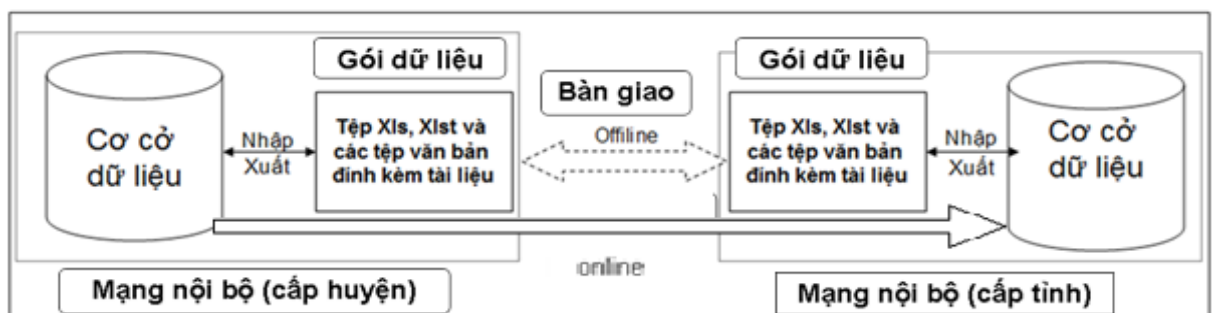 Gói dữ liệu
Gói dữ liệu
Bàn giao
Cơ cở
dữ liệu
Nhập
Xuất
Tệp Xls, Xlst và
các tệp văn bản
đính kèm tài liệu
Offiline
Tệp Xls, Xlst và
các tệp văn bản
đính kèm tài liệu
Nhập
Xuất
Cơ cở
dữ liệu
online
Mạng nội bộ (cấp huyện)
Mạng nội bộ (cấp tỉnh)